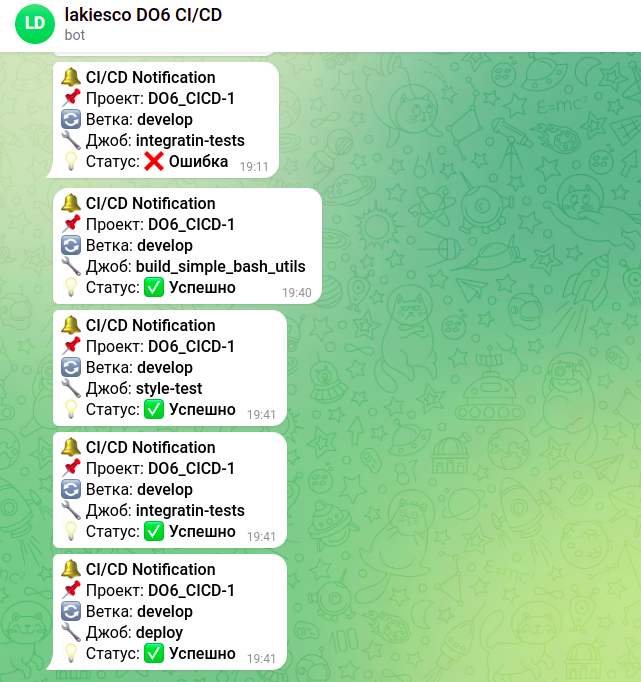 LD
lakiesco DO6 CI/CD
bot
CI/CD Notification
Проект: DO6_CICD-1
Ветка: develop
Джоб: integratin-tests
Статус: ❌ Ошибка 19:11
CI/CD Notification
Проект: DO6_CICD-1
Ветка: develop
Джоб: build_simple_bash_utils
Статус: ✅ Успешно 19:40
CI/CD Notification
Проект: DO6_CICD-1
Ветка: develop
Джоб: style-test
Статус: ✅ Успешно 19:41
CI/CD Notification
Проект: DO6_CICD-1
Ветка: develop
Джоб: integratin-tests
Статус: ✅ Успешно 19:41
CI/CD Notification
Проект: DO6_CICD-1
Ветка: develop
Джоб: deploy
Статус: ✅ Успешно 19:41